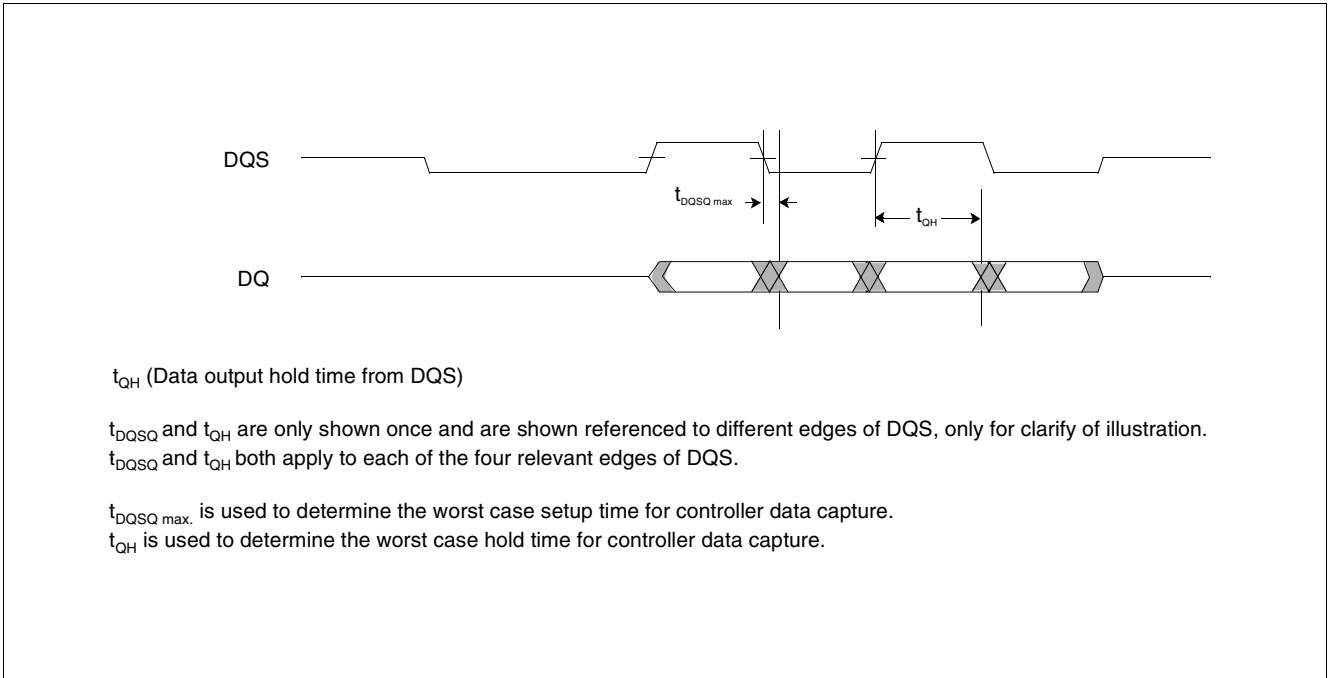 DQS
tDQSQ max
tQH
DQ
tQH (Data output hold time from DQS)
tDQSQ and tQH are only shown once and are shown referenced to different edges of DQS, only for clarify of illustration.
tDQSQ and tQH both apply to each of the four relevant edges of DQS.
tDQSQ max. is used to determine the worst case setup time for controller data capture.
tQH is used to determine the worst case hold time for controller data capture.